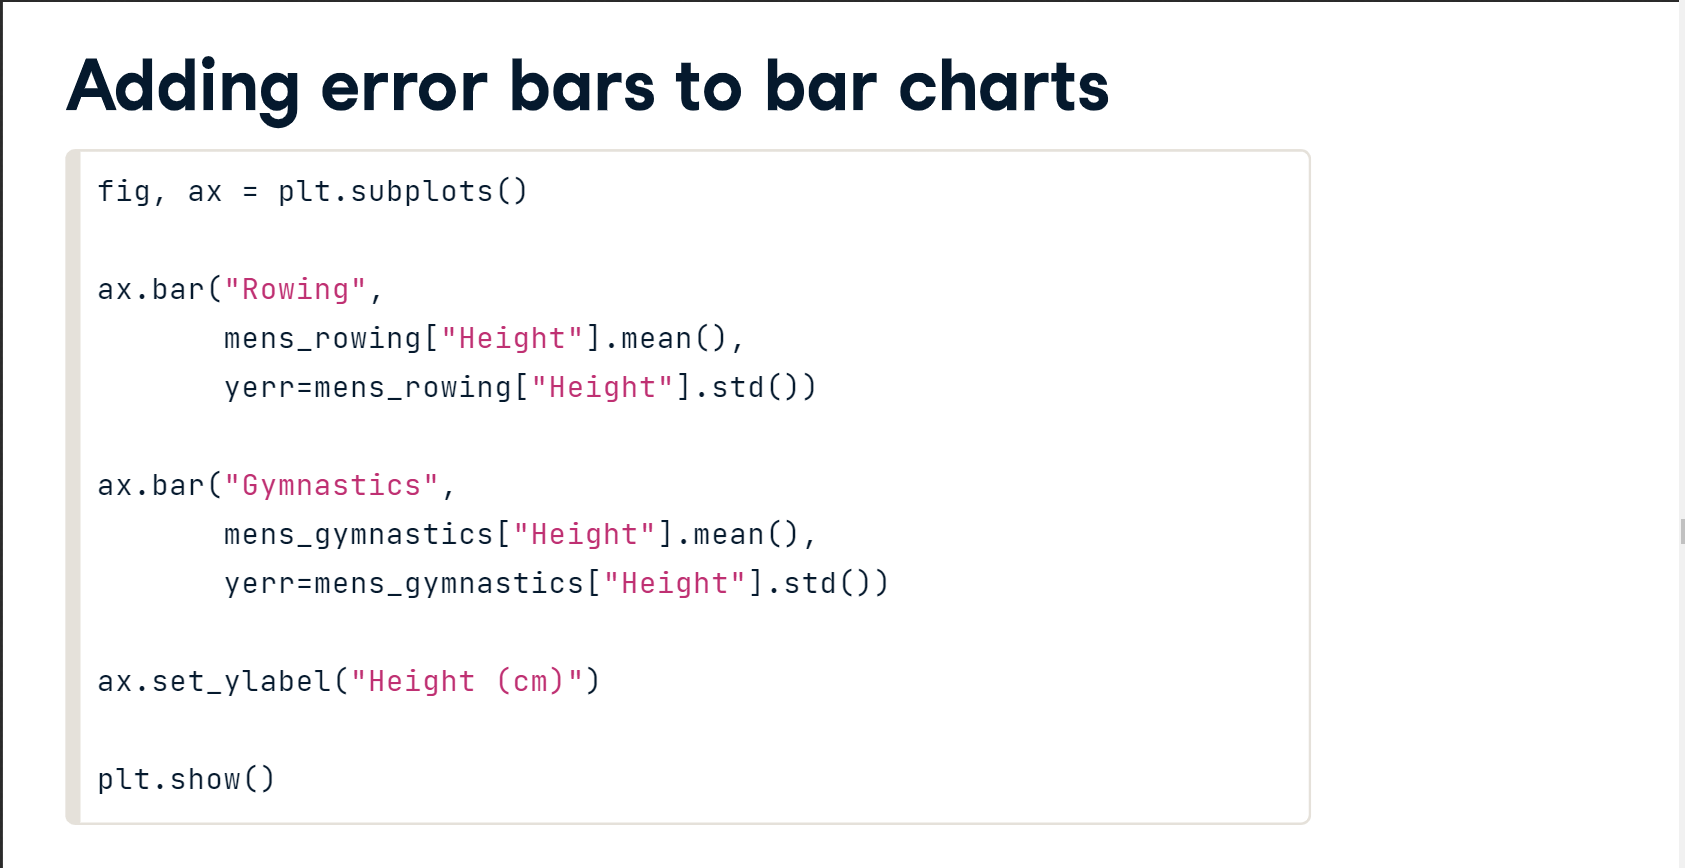 Adding error bars to bar charts
fig, ax = plt.subplots()
ax.bar("Rowing",
mens_rowing["Height"].mean(),
yerr=mens_rowing["Height"].std())
ax.bar("Gymnastics",
mens_gymnastics["Height"].mean(),
yerr=mens_gymnastics["Height"].std())
ax.set_ylabel("Height (cm)")
plt.show()